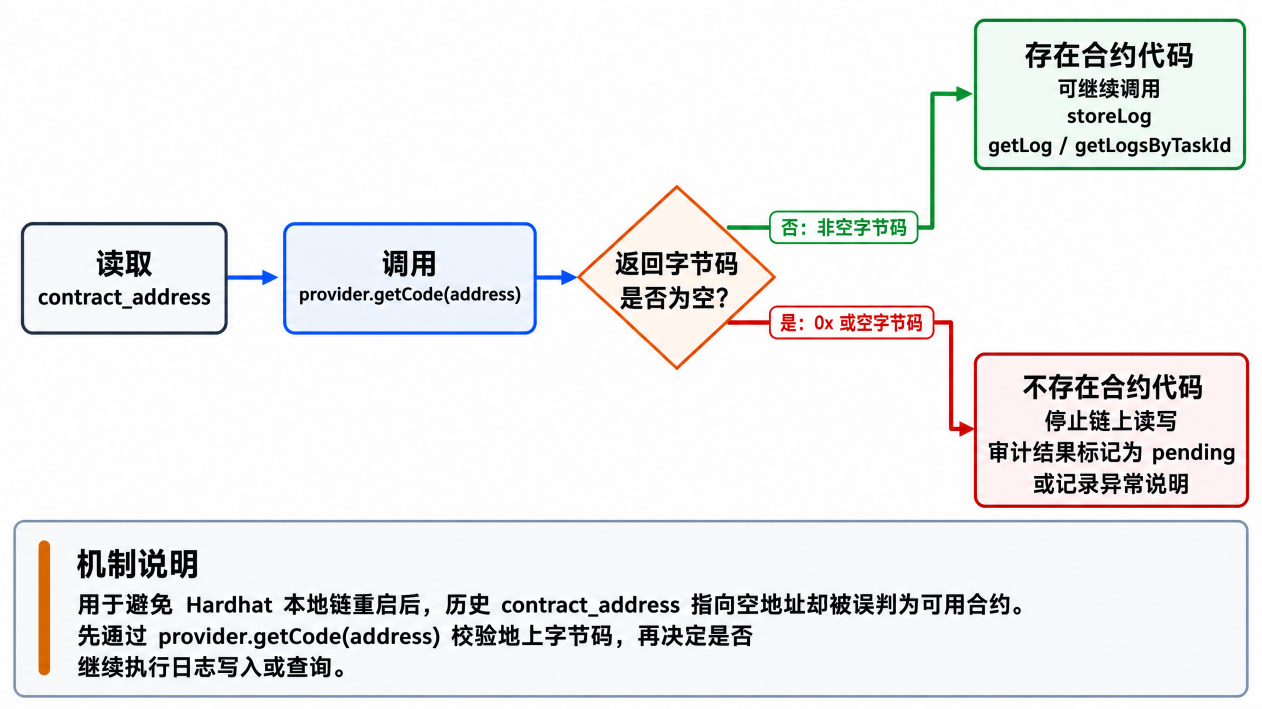 读取
contract_address
调用
provider.getCode(address)
返回字节码
是否为空?
否：非空字节码
存在合约代码
可继续调用
storeLog
getLog / getLogsByTaskId
是：0x 或空字节码
不存在合约代码
停止链上读写
审计结果标记为 pending
或记录异常说明
机制说明
用于避免 Hardhat 本地链重启后，历史 contract_address 指向空地址却被误判为可用合约。
先通过 provider.getCode(address) 校验地上字节码，再决定是否
继续执行日志写入或查询。